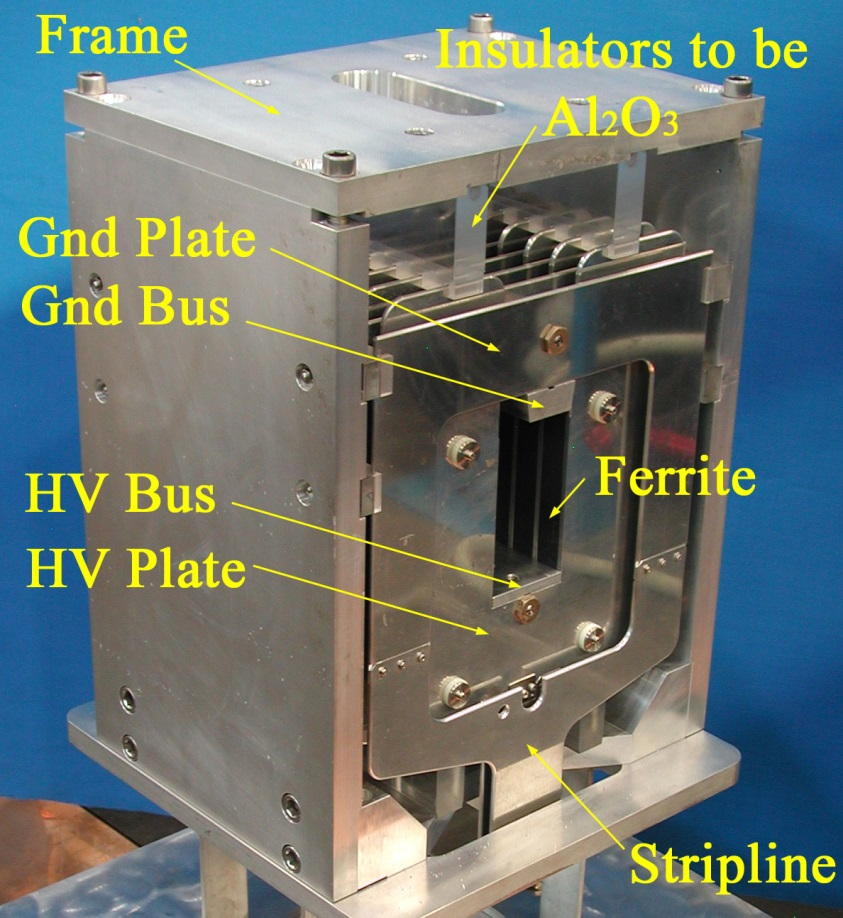 Frame
Insulators to be
Al₂O₃
Gnd Plate
Gnd Bus
HV Bus
HV Plate
Ferrite
Stripline